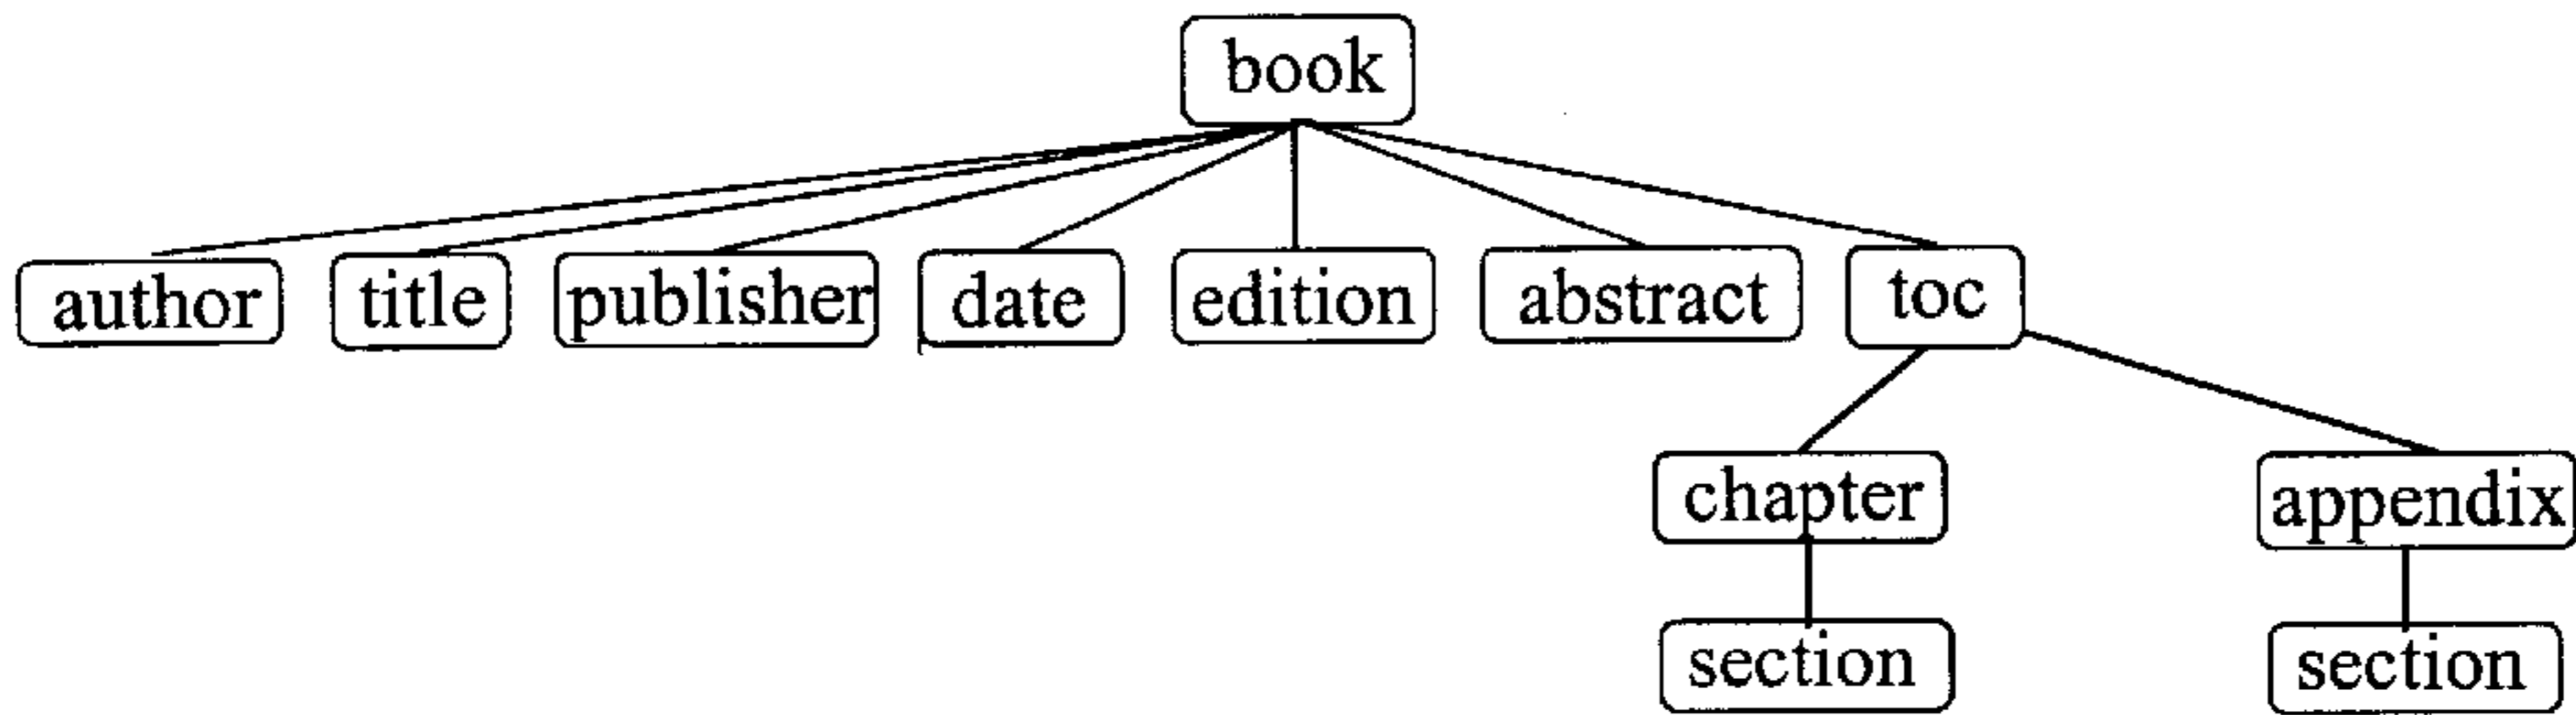 book
author title publisher date edition abstract toc
chapter appendix
section section